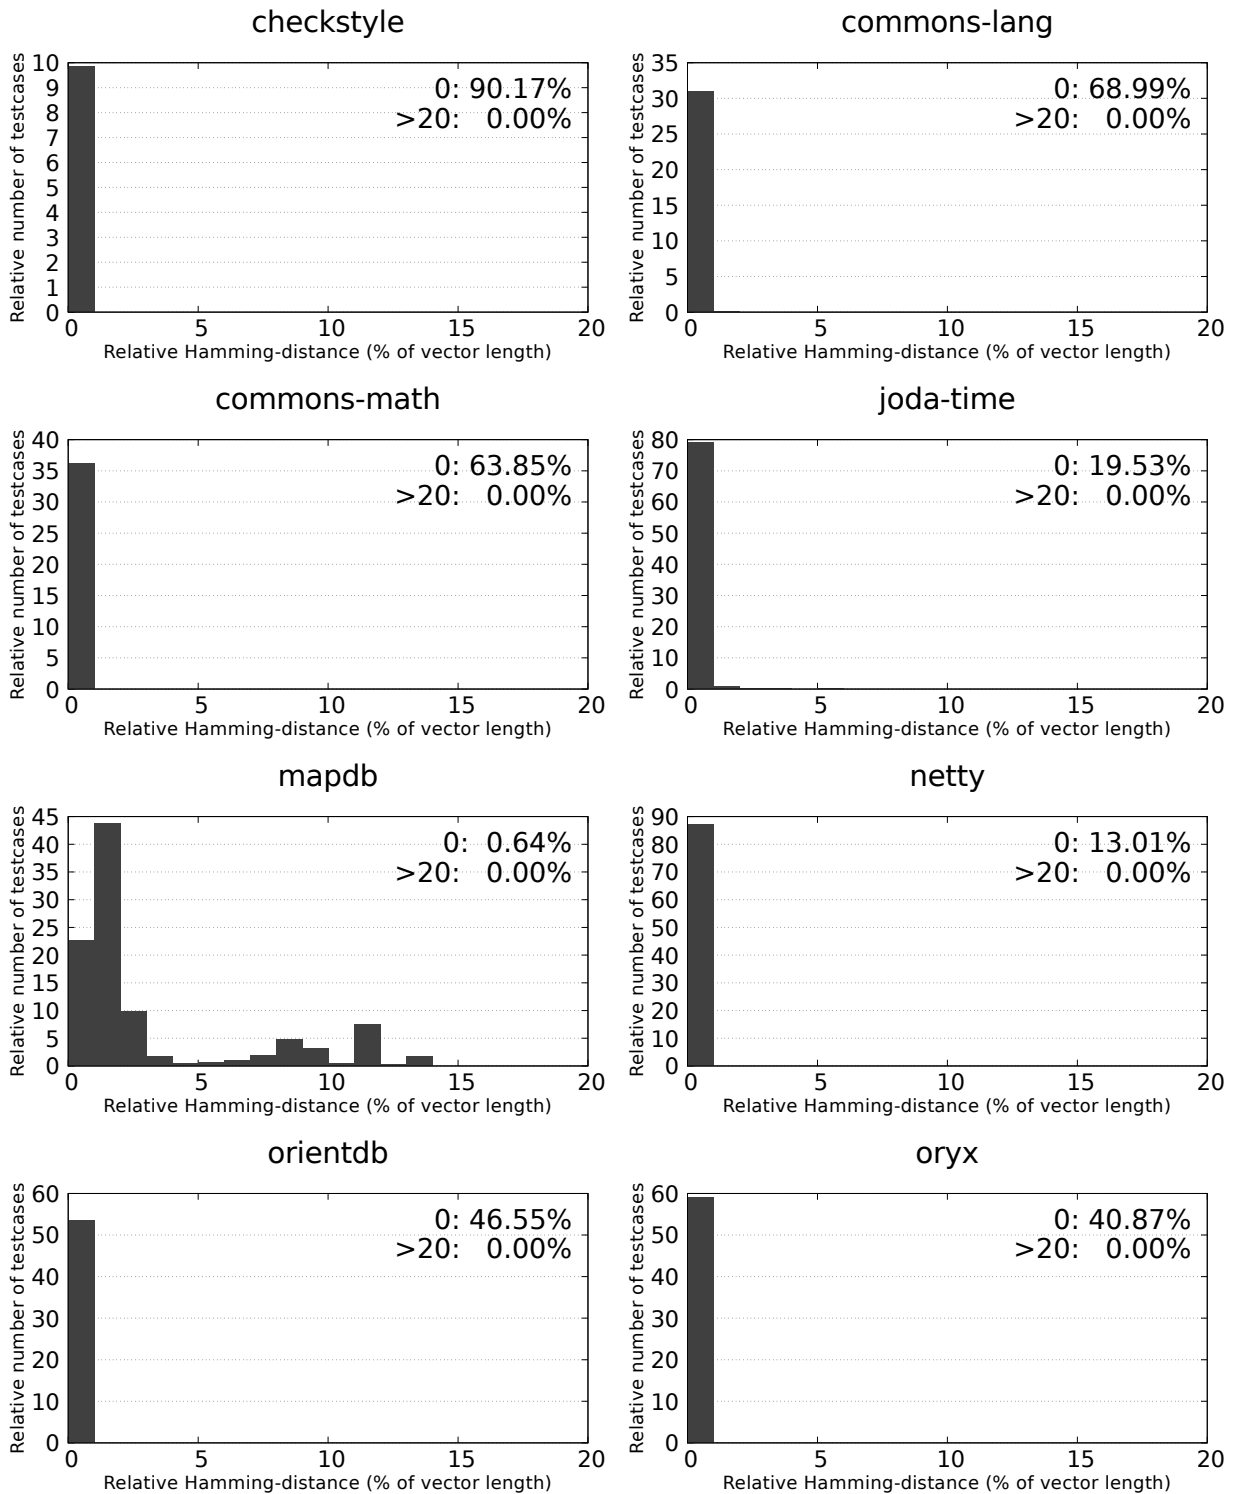 checkstyle
Relative number of testcases
10
9
8
7
6
5
4
3
2
1
0
0: 90.17%
>20: 0.00%
0 5 10 15 20
Relative Hamming-distance (% of vector length)
commons-lang
Relative number of testcases
35
30
25
20
15
10
5
0
0: 68.99%
>20: 0.00%
0 5 10 15 20
Relative Hamming-distance (% of vector length)
commons-math
Relative number of testcases
40
35
30
25
20
15
10
5
0
0: 63.85%
>20: 0.00%
0 5 10 15 20
Relative Hamming-distance (% of vector length)
joda-time
Relative number of testcases
80
70
60
50
40
30
20
10
0
0: 19.53%
>20: 0.00%
0 5 10 15 20
Relative Hamming-distance (% of vector length)
mapdb
Relative number of testcases
45
40
35
30
25
20
15
10
5
0
0: 0.64%
>20: 0.00%
0 5 10 15 20
Relative Hamming-distance (% of vector length)
netty
Relative number of testcases
90
80
70
60
50
40
30
20
10
0
0: 13.01%
>20: 0.00%
0 5 10 15 20
Relative Hamming-distance (% of vector length)
orientdb
Relative number of testcases
60
50
40
30
20
10
0
0: 46.55%
>20: 0.00%
0 5 10 15 20
Relative Hamming-distance (% of vector length)
oryx
Relative number of testcases
60
50
40
30
20
10
0
0: 40.87%
>20: 0.00%
0 5 10 15 20
Relative Hamming-distance (% of vector length)